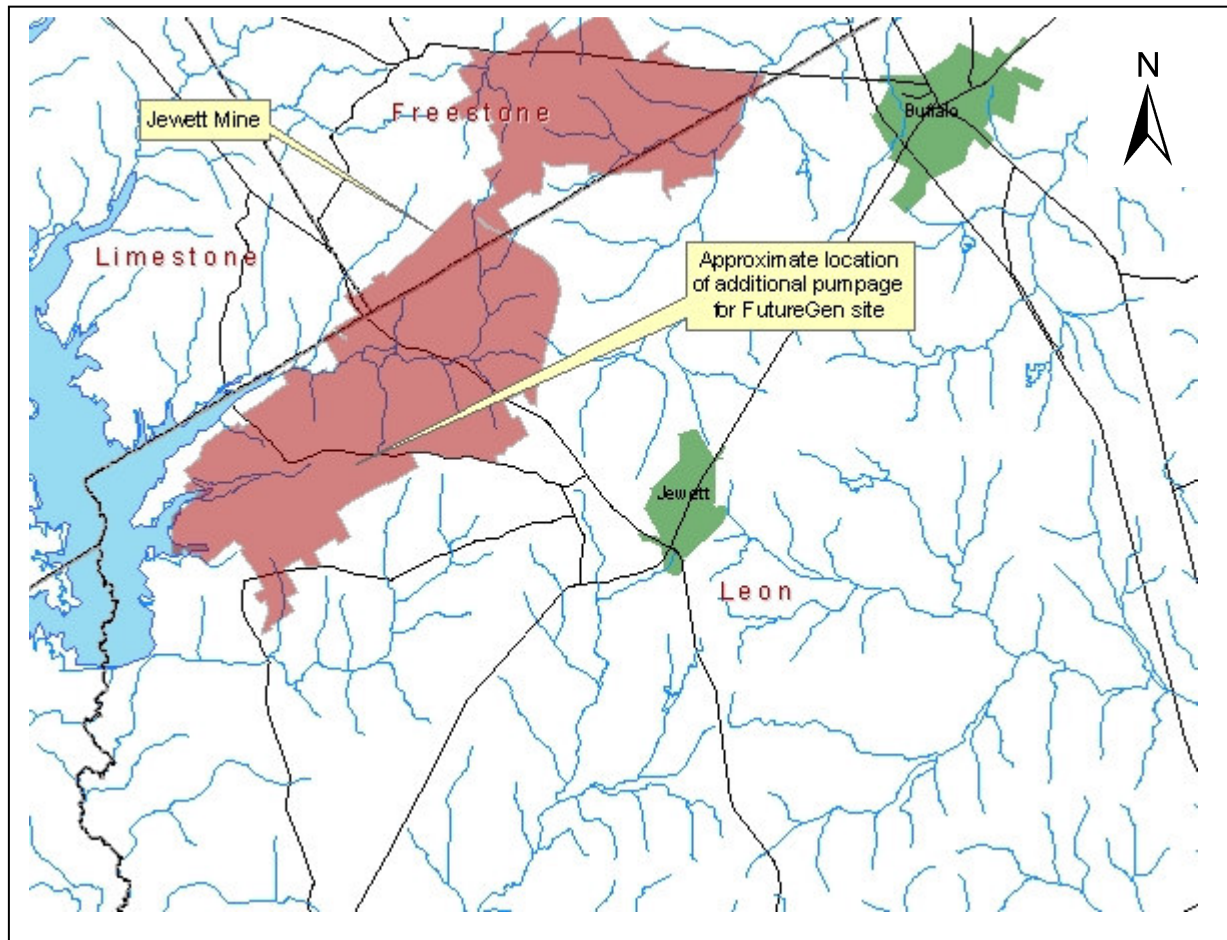 N
Jewett Mine
Freestone
Buffalo
Limestone
Approximate location
of additional pumpage
for FutureGen site
Jewett
Leon